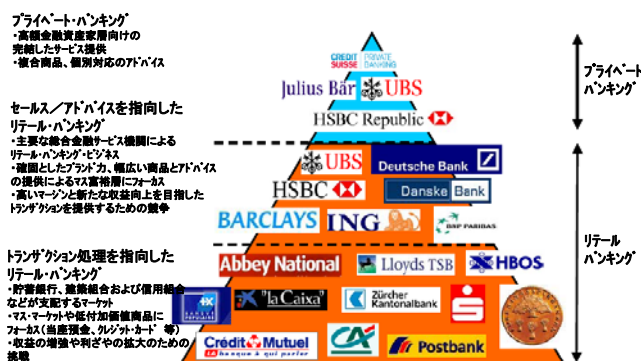 プライベート・バンキング
・高額金融資産家層向けの
完結したサービス提供
・複合商品、個別対応のアドバイス
CREDIT SUISSE PRIVATE BANKING
Julius Bär UBS
HSBC Republic
プライベート
バンキング
セールス／アドバイスを指向した
リテール・バンキング
・主要な総合金融サービス機関による
リテール・バンキング・ビジネス
・確固としたブランド力、幅広い商品とアドバイス
の提供によるマス富裕層にフォーカス
・高いマージンと新たな収益向上を目指した
トランザクションを提供するための競争
UBS Deutsche Bank
HSBC Danske Bank
BARCLAYS ING BNP PARIBAS
リテール
バンキング
トランザクション処理を指向した
リテール・バンキング
・貯蓄銀行、建築組合および信用組合
などが支配するマーケット
・マス・マーケットや低付加価値商品に
フォーカス(当座預金、クレジット・カード 等)
・収益の増強や利ざやの拡大のための
挑戦
Abbey National Lloyds TSB HBOS
"la Caixa" Zürcher
Kantonalbank
Crédit Mutuel
LA banque à qui parler
CA Postbank